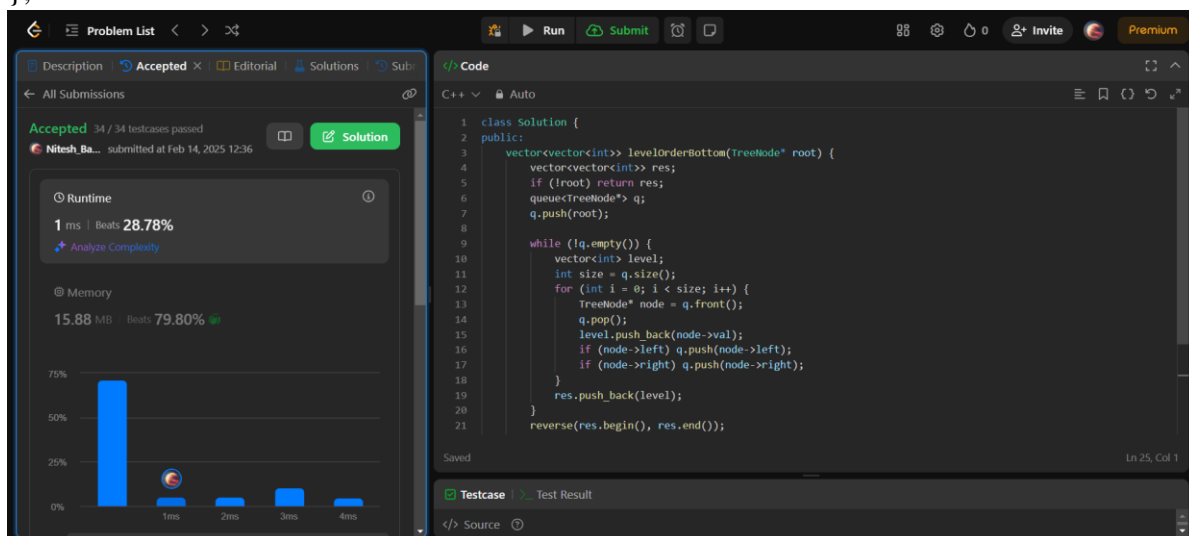 };
Problem List
Run
Submit
0
Invite
Premium
Description
Accepted
Editorial
Solutions
Subr
All Submissions
Accepted 34 / 34 testcases passed
Nitesh_Ba... submitted at Feb 14, 2025 12:36
Solution
Runtime
1 ms | Beats 28.78%
Analyze Complexity
Memory
15.88 MB | Beats 79.80%
75%
50%
25%
0%
1ms 2ms 3ms 4ms
</> Code
C++ Auto
1 class Solution {
2 public:
3 vector<vector<int>> levelOrderBottom(TreeNode* root) {
4 vector<vector<int>> res;
5 if (!root) return res;
6 queue<TreeNode*> q;
7 q.push(root);
8
9 while (!q.empty()) {
10 vector<int> level;
11 int size = q.size();
12 for (int i = 0; i < size; i++) {
13 TreeNode* node = q.front();
14 q.pop();
15 level.push_back(node->val);
16 if (node->left) q.push(node->left);
17 if (node->right) q.push(node->right);
18 }
19 res.push_back(level);
20 }
21 reverse(res.begin(), res.end());
Saved
Ln 25, Col 1
Testcase | >_ Test Result
</> Source